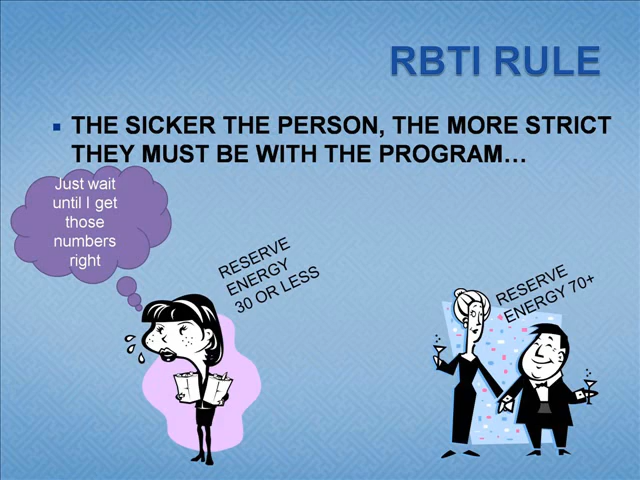 RBTI RULE
THE SICKER THE PERSON, THE MORE STRICT
THEY MUST BE WITH THE PROGRAM…
Just wait
until I get
those
numbers
right
RESERVE
ENERGY
30 OR LESS
RESERVE
ENERGY 70+